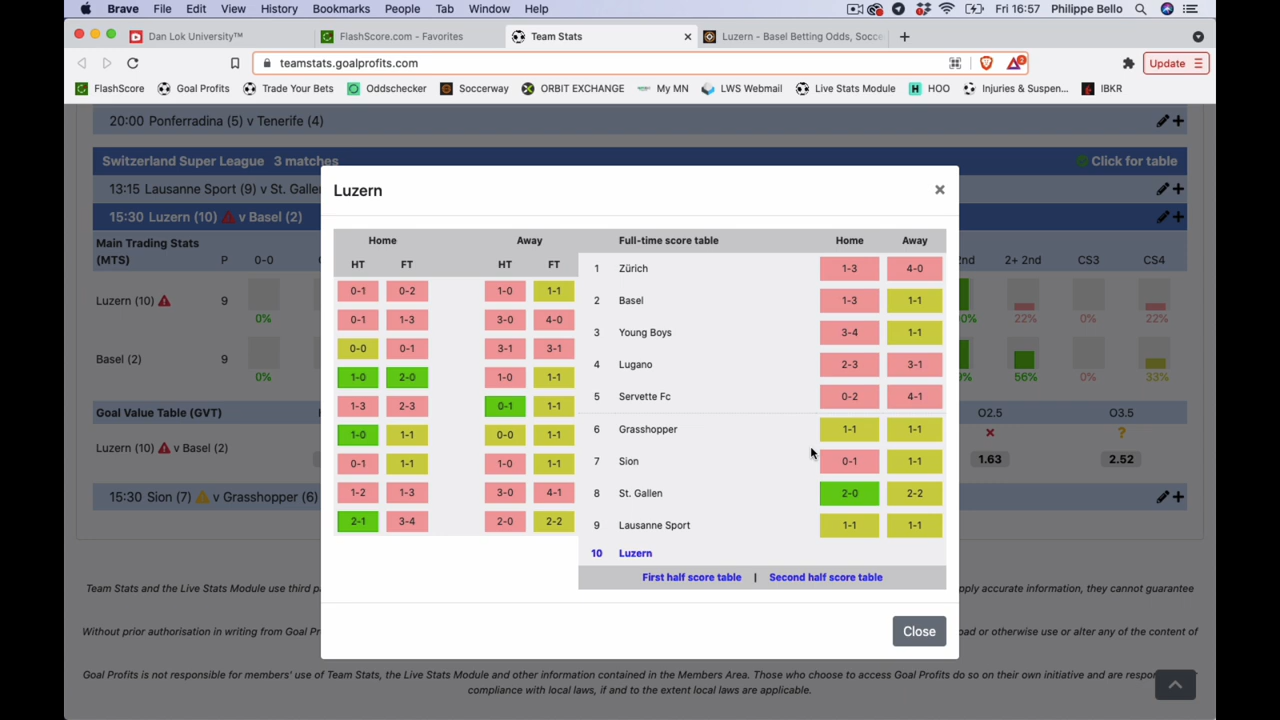 Brave File Edit View History Bookmarks People Tab Window Help Fri 16:57 Philippe Bello
Dan Lok University™ FlashScore.com - Favorites Team Stats Luzern - Basel Betting Odds, Socce
teamstats.goalprofits.com 2 Update
FlashScore Goal Profits Trade Your Bets Oddschecker Soccerway ORBIT EXCHANGE My MN LWS Webmail Live Stats Module HOO Injuries & Suspen... IBKR
20:00 Ponferradina (5) v Tenerife (4)
Switzerland Super League 3 matches Click for table
13:15 Lausanne Sport (9) v St. Galle
15:30 Luzern (10) v Basel (2)
Main Trading Stats
(MTS) P 0-0 2nd 2+ 2nd CS3 CS4
Luzern (10) 9 0% 0% 22% 0% 22%
Basel (2) 9 0% 9% 56% 0% 33%
Goal Value Table (GVT) O2.5 O3.5
Luzern (10) v Basel (2) 1.63 ? 2.52
15:30 Sion (7) v Grasshopper (6)
Luzern ×
Home Away
HT FT HT FT
0-1 0-2 1-0 1-1
0-1 1-3 3-0 4-0
0-0 0-1 3-1 3-1
1-0 2-0 1-0 1-1
1-3 2-3 0-1 1-1
1-0 1-1 0-0 1-1
0-1 1-1 1-0 1-1
1-2 1-3 3-0 4-1
2-1 3-4 2-0 2-2
Full-time score table Home Away
1 Zürich 1-3 4-0
2 Basel 1-3 1-1
3 Young Boys 3-4 1-1
4 Lugano 2-3 3-1
5 Servette Fc 0-2 4-1
6 Grasshopper 1-1 1-1
7 Sion 0-1 1-1
8 St. Gallen 2-0 2-2
9 Lausanne Sport 1-1 1-1
10 Luzern
First half score table | Second half score table
Close
Team Stats and the Live Stats Module use third p pply accurate information, they cannot guarantee
Without prior authorisation in writing from Goal Pr oad or otherwise use or alter any of the content of
Goal Profits is not responsible for members' use of Team Stats, the Live Stats Module and other information contained in the Members Area. Those who choose to access Goal Profits do so on their own initiative and are respon
compliance with local laws, if and to the extent local laws are applicable.